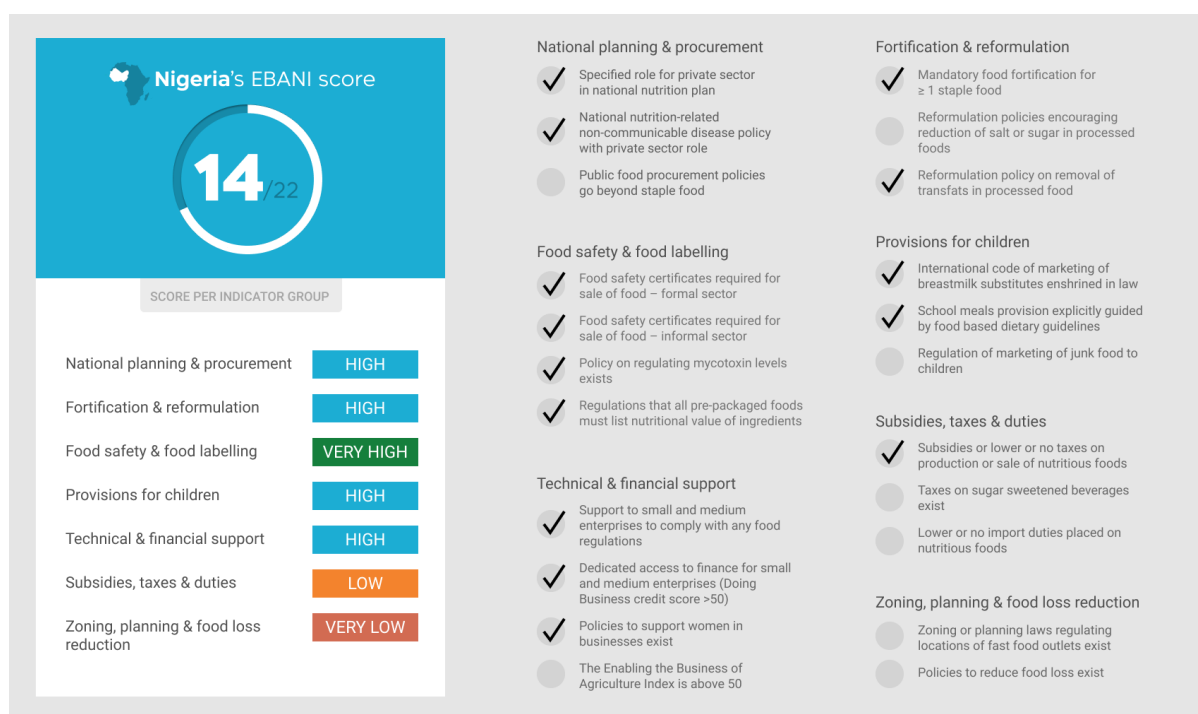 Nigeria's EBANI score
14/22
SCORE PER INDICATOR GROUP
National planning & procurement HIGH
Fortification & reformulation HIGH
Food safety & food labelling VERY HIGH
Provisions for children HIGH
Technical & financial support HIGH
Subsidies, taxes & duties LOW
Zoning, planning & food loss VERY LOW
reduction
National planning & procurement
Specified role for private sector
in national nutrition plan
National nutrition-related
non-communicable disease policy
with private sector role
Public food procurement policies
go beyond staple food
Food safety & food labelling
Food safety certificates required for
sale of food – formal sector
Food safety certificates required for
sale of food – informal sector
Policy on regulating mycotoxin levels
exists
Regulations that all pre-packaged foods
must list nutritional value of ingredients
Technical & financial support
Support to small and medium
enterprises to comply with any food
regulations
Dedicated access to finance for small
and medium enterprises (Doing
Business credit score >50)
Policies to support women in
businesses exist
The Enabling the Business of
Agriculture Index is above 50
Fortification & reformulation
Mandatory food fortification for
≥ 1 staple food
Reformulation policies encouraging
reduction of salt or sugar in processed
foods
Reformulation policy on removal of
transfats in processed food
Provisions for children
International code of marketing of
breastmilk substitutes enshrined in law
School meals provision explicitly guided
by food based dietary guidelines
Regulation of marketing of junk food to
children
Subsidies, taxes & duties
Subsidies or lower or no taxes on
production or sale of nutritious foods
Taxes on sugar sweetened beverages
exist
Lower or no import duties placed on
nutritious foods
Zoning, planning & food loss reduction
Zoning or planning laws regulating
locations of fast food outlets exist
Policies to reduce food loss exist